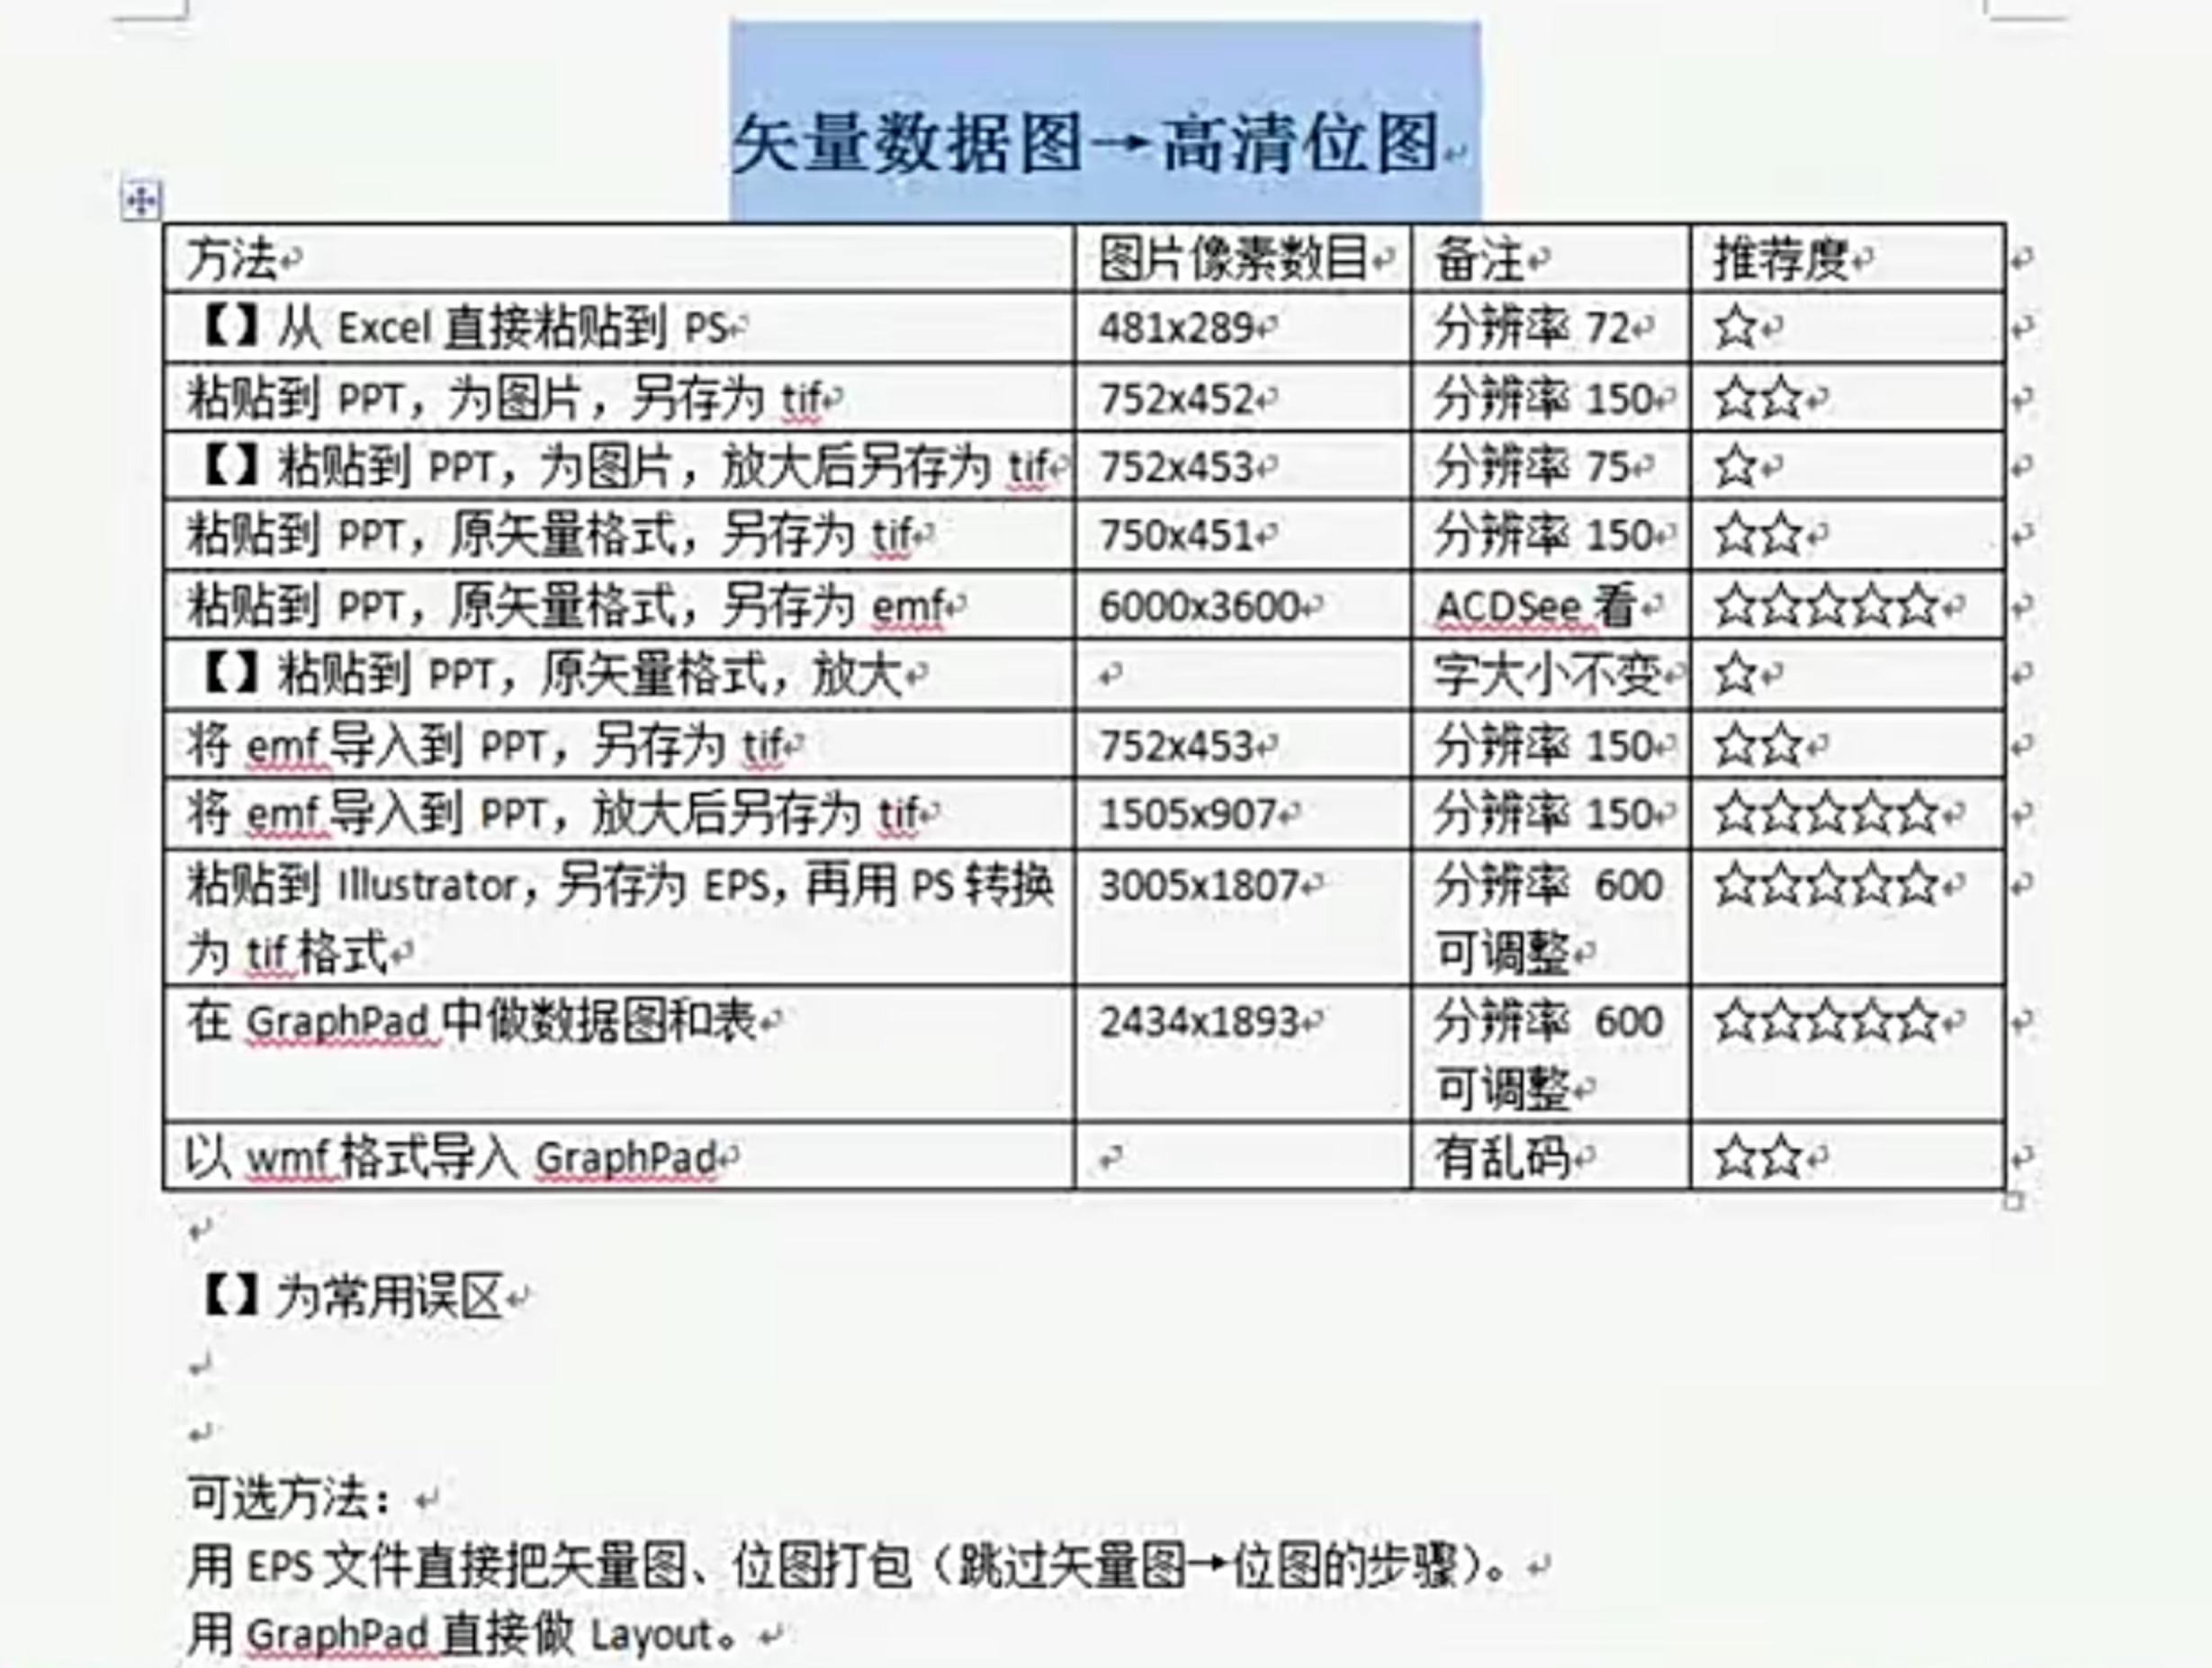 矢量数据图→高清位图
方法 图片像素数目 备注 推荐度
【】从 Excel 直接粘贴到 PS 481x289 分辨率 72 ☆
粘贴到 PPT，为图片，另存为 tif 752x452 分辨率 150 ☆☆
【】粘贴到 PPT，为图片，放大后另存为 tif 752x453 分辨率 75 ☆
粘贴到 PPT，原矢量格式，另存为 tif 750x451 分辨率 150 ☆☆
粘贴到 PPT，原矢量格式，另存为 emf 6000x3600 ACDSee 看 ☆☆☆☆☆
【】粘贴到 PPT，原矢量格式，放大 字大小不变 ☆
将 emf 导入到 PPT，另存为 tif 752x453 分辨率 150 ☆☆
将 emf 导入到 PPT，放大后另存为 tif 1505x907 分辨率 150 ☆☆☆☆☆
粘贴到 Illustrator，另存为 EPS，再用 PS 转换 3005x1807 分辨率 600 ☆☆☆☆☆
为 tif 格式 可调整
在 GraphPad 中做数据图和表 2434x1893 分辨率 600 ☆☆☆☆☆
可调整
以 wmf 格式导入 GraphPad 有乱码 ☆☆
【】为常用误区
可选方法：
用 EPS 文件直接把矢量图、位图打包（跳过矢量图→位图的步骤）。
用 GraphPad 直接做 Layout。